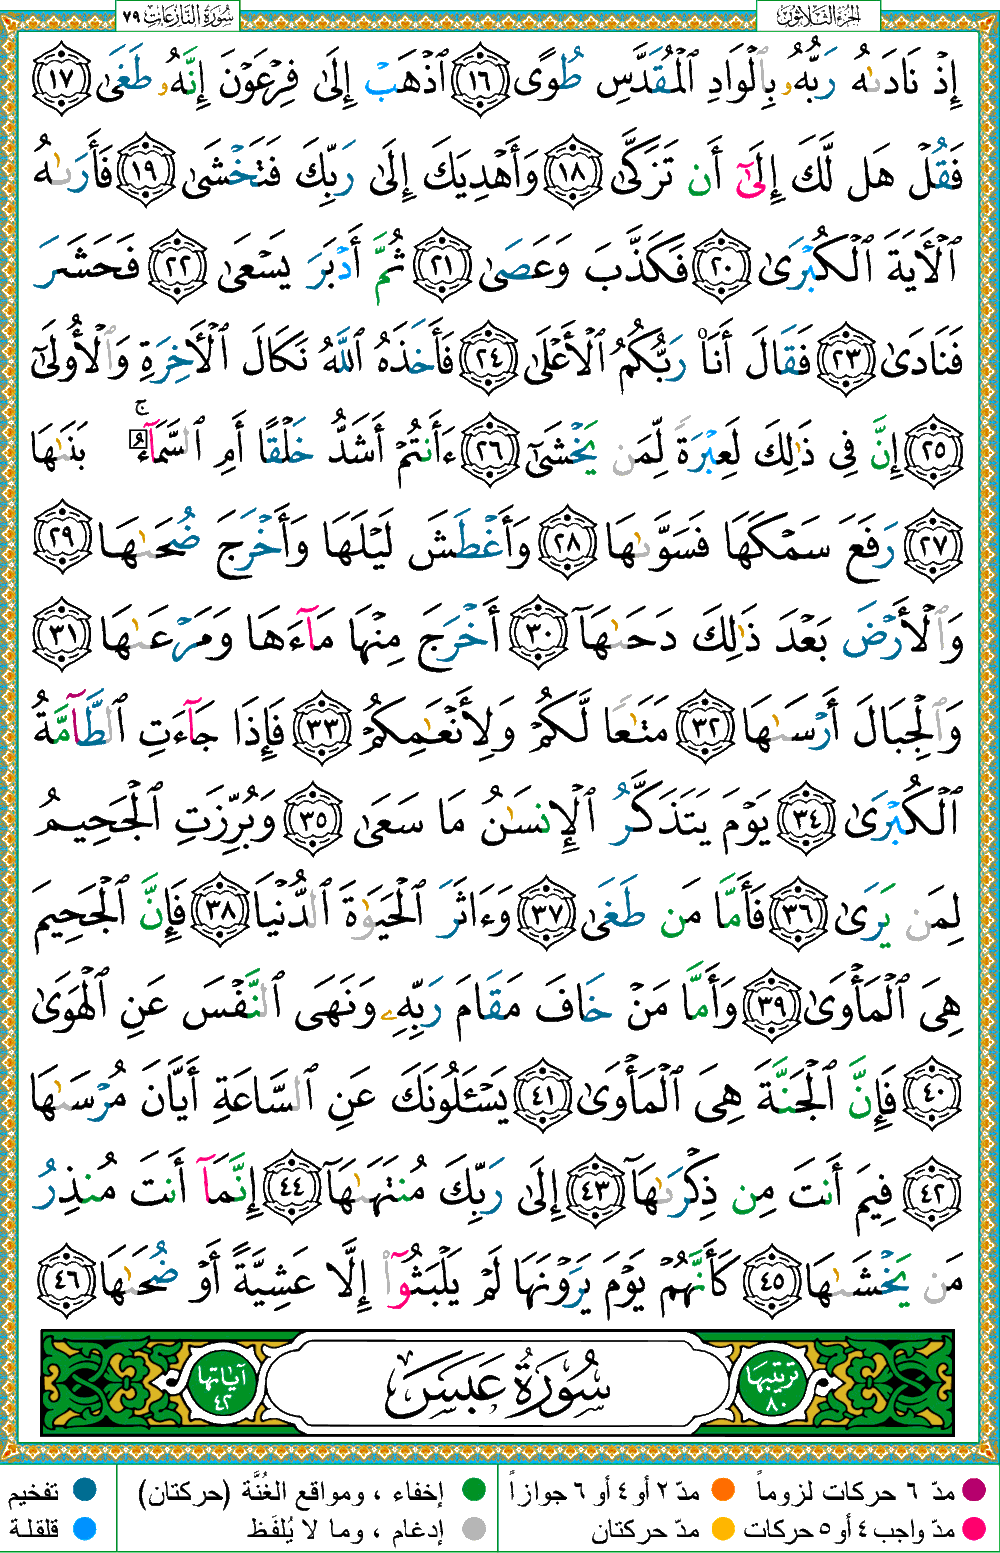 الجزء الثلاثون
سورة النازعات ٧٩
إِذْ نَادَىٰهُ رَبُّهُۥ بِٱلْوَادِ ٱلْمُقَدَّسِ طُوًى ١٦ ٱذْهَبْ إِلَىٰ فِرْعَوْنَ إِنَّهُۥ طَغَىٰ ١٧
فَقُلْ هَل لَّكَ إِلَىٰٓ أَن تَزَكَّىٰ ١٨ وَأَهْدِيَكَ إِلَىٰ رَبِّكَ فَتَخْشَىٰ ١٩ فَأَرَىٰهُ
ٱلْأَيَةَ ٱلْكُبْرَىٰ ٢٠ فَكَذَّبَ وَعَصَىٰ ٢١ ثُمَّ أَدْبَرَ يَسْعَىٰ ٢٢ فَحَشَرَ
فَنَادَىٰ ٢٣ فَقَالَ أَنَا۠ رَبُّكُمُ ٱلْأَعْلَىٰ ٢٤ فَأَخَذَهُ ٱللَّهُ نَكَالَ ٱلْأَخِرَةِ وَٱلْأُولَىٰٓ
٢٥ إِنَّ فِى ذَٰلِكَ لَعِبْرَةً لِّمَن يَخْشَىٰٓ ٢٦ ءَأَنتُمْ أَشَدُّ خَلْقًا أَمِ ٱلسَّمَآءُ ۚ بَنَىٰهَا
٢٧ رَفَعَ سَمْكَهَا فَسَوَّىٰهَا ٢٨ وَأَغْطَشَ لَيْلَهَا وَأَخْرَجَ ضُحَىٰهَا ٢٩
وَٱلْأَرْضَ بَعْدَ ذَٰلِكَ دَحَىٰهَآ ٣٠ أَخْرَجَ مِنْهَا مَآءَهَا وَمَرْعَىٰهَا ٣١
وَٱلْجِبَالَ أَرْسَىٰهَا ٣٢ مَتَٰعًا لَّكُمْ وَلِأَنْعَٰمِكُمْ ٣٣ فَإِذَا جَآءَتِ ٱلطَّآمَّةُ
ٱلْكُبْرَىٰ ٣٤ يَوْمَ يَتَذَكَّرُ ٱلْإِنسَٰنُ مَا سَعَىٰ ٣٥ وَبُرِّزَتِ ٱلْجَحِيمُ
لِمَن يَرَىٰ ٣٦ فَأَمَّا مَن طَغَىٰ ٣٧ وَءَاثَرَ ٱلْحَيَوٰةَ ٱلدُّنْيَا ٣٨ فَإِنَّ ٱلْجَحِيمَ
هِىَ ٱلْمَأْوَىٰ ٣٩ وَأَمَّا مَنْ خَافَ مَقَامَ رَبِّهِۦ وَنَهَى ٱلنَّفْسَ عَنِ ٱلْهَوَىٰ
٤٠ فَإِنَّ ٱلْجَنَّةَ هِىَ ٱلْمَأْوَىٰ ٤١ يَسْـَٔلُونَكَ عَنِ ٱلسَّاعَةِ أَيَّانَ مُرْسَىٰهَا
٤٢ فِيمَ أَنتَ مِن ذِكْرَىٰهَآ ٤٣ إِلَىٰ رَبِّكَ مُنتَهَىٰهَآ ٤٤ إِنَّمَآ أَنتَ مُنذِرُ
مَن يَخْشَىٰهَا ٤٥ كَأَنَّهُمْ يَوْمَ يَرَوْنَهَا لَمْ يَلْبَثُوٓا۟ إِلَّا عَشِيَّةً أَوْ ضُحَىٰهَا ٤٦
ترتيبها ٨٠
سُورَةُ عَبَسَ
آياتها ٤٢
مدّ ٦ حركات لزوماً
مدّ ٢ أو ٤ أو ٦ جوازاً
إخفاء ، ومواقع الغُنَّة (حركتان)
تفخيم
مدّ واجب ٤ أو ٥ حركات
مدّ حركتان
إدغام ، وما لا يُلفَظ
قلقلة